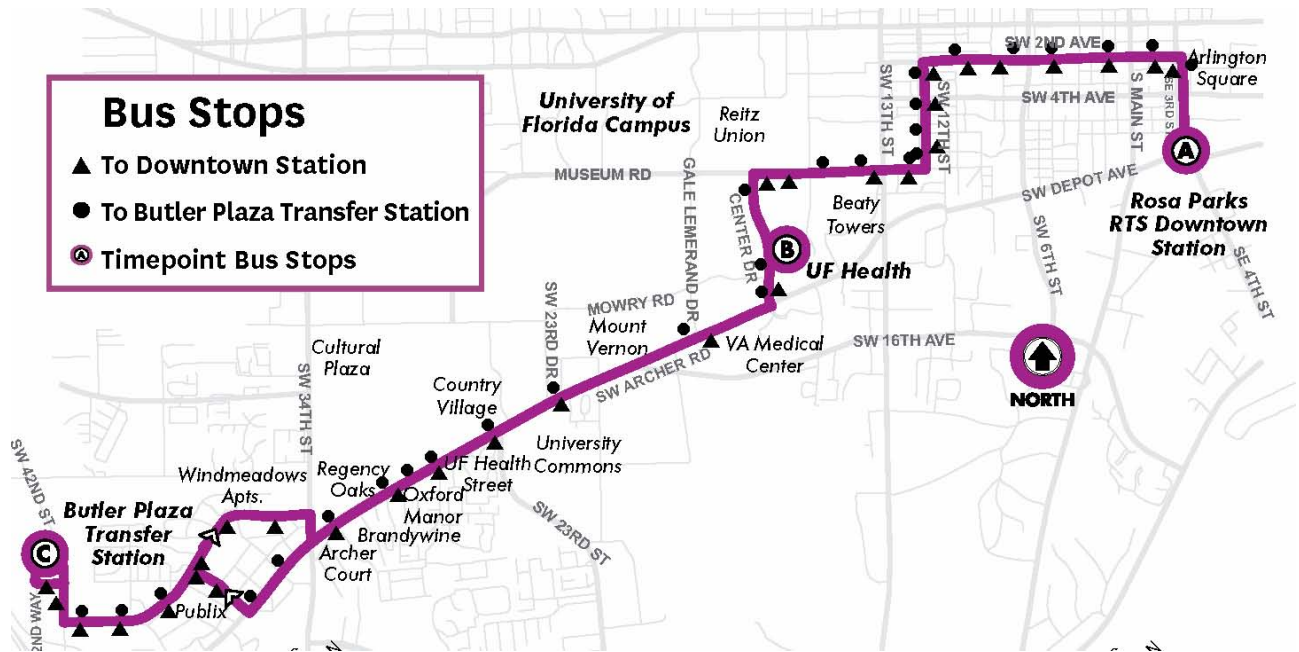 Bus Stops
To Downtown Station
To Butler Plaza Transfer Station
A Timepoint Bus Stops
University of
Florida Campus
Reitz
Union
SW 2ND AVE
Arlington
Square
SW 13TH ST
SW 12TH ST
SW 4TH AVE
S MAIN ST
SE 3RD S
A
MUSEUM RD
GALE LEMERAND DR
CENTER DR
Beaty
Towers
SW DEPOT AVE
Rosa Parks
RTS Downtown
Station
B
UF Health
SW 6TH ST
SE 4TH ST
MOWRY RD
Mount
Vernon
SW 23RD DR
SW ARCHER RD
VA Medical
Center
SW 16TH AVE
NORTH
Cultural
Plaza
SW 34TH ST
Country
Village
University
Commons
UF Health
Street
Regency
Oaks
Oxford
Manor
Brandywine
SW 23RD ST
Archer
Court
Windmeadows
Apts.
SW 42ND ST
Butler Plaza
Transfer
Station
C
Publix
2ND WAY